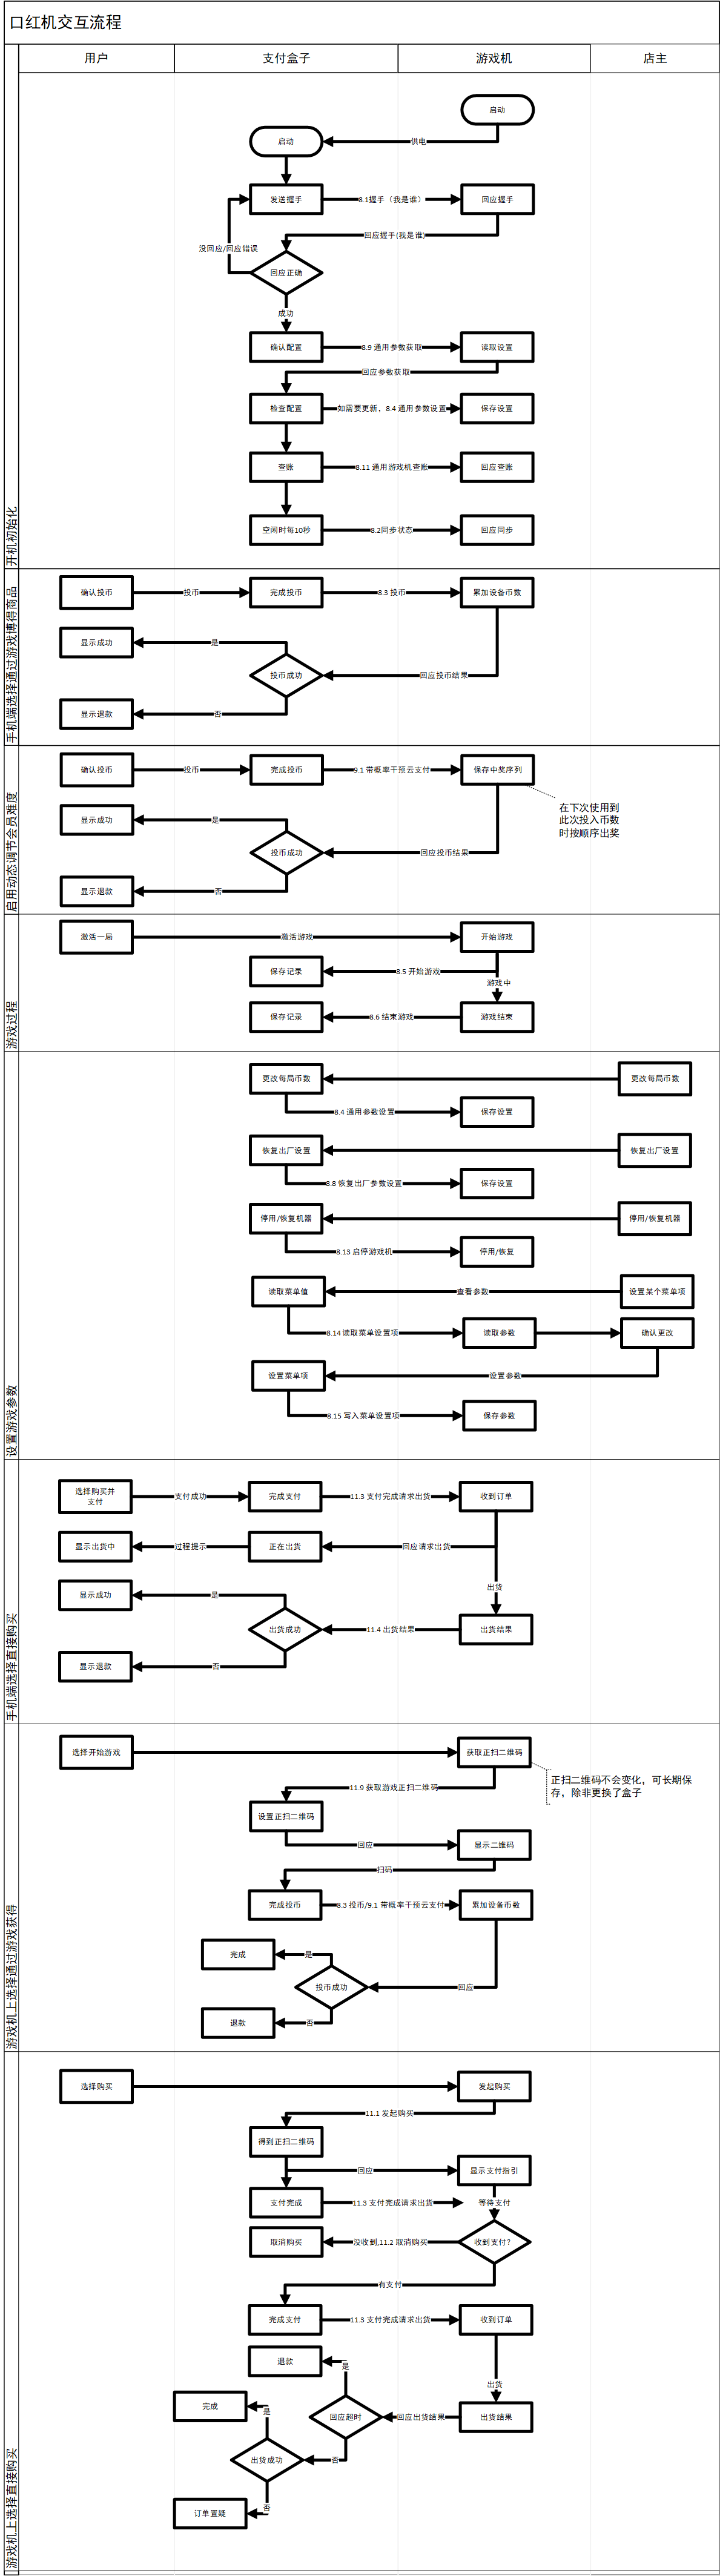 口红机交互流程
用户
支付盒子
游戏机
店主
开机初始化
启动
供电
启动
发送握手
8.1握手（我是谁）
回应握手
回应握手(我是谁)
没回应/回应错误
回应正确
成功
确认配置
8.9 通用参数获取
读取设置
回应参数获取
检查配置
如需要更新，8.4 通用参数设置
保存设置
查账
8.11 通用游戏机查账
回应查账
空闲时每10秒
8.2同步状态
回应同步
手机端选择通过游戏博得商品
确认投币
投币
完成投币
8.3 投币
累加设备币数
显示成功
是
投币成功
回应投币结果
显示退款
否
启用动态调节会员难度
确认投币
投币
完成投币
9.1 带概率干预云支付
保存中奖序列
在下次使用到
此次投入币数
时按顺序出奖
显示成功
是
投币成功
回应投币结果
显示退款
否
游戏过程
激活一局
激活游戏
开始游戏
保存记录
8.5 开始游戏
游戏中
保存记录
8.6 结束游戏
游戏结束
设置游戏参数
更改每局币数
更改每局币数
8.4 通用参数设置
保存设置
恢复出厂设置
恢复出厂设置
8.8 恢复出厂参数设置
保存设置
停用/恢复机器
停用/恢复机器
8.13 启停游戏机
停用/恢复
读取菜单值
查看参数
设置某个菜单项
8.14 读取菜单设置项
读取参数
确认更改
设置菜单项
设置参数
8.15 写入菜单设置项
保存参数
手机端选择直接购买
选择购买并
支付
支付成功
完成支付
11.3 支付完成请求出货
收到订单
显示出货中
过程提示
正在出货
回应请求出货
出货
显示成功
是
出货成功
11.4 出货结果
出货结果
显示退款
否
游戏机上选择通过游戏获得
选择开始游戏
获取正扫二维码
正扫二维码不会变化，可长期保
存，除非更换了盒子
11.9 获取游戏正扫二维码
设置正扫二维码
回应
显示二维码
扫码
完成投币
8.3 投币/9.1 带概率干预云支付
累加设备币数
完成
是
投币成功
回应
退款
否
游戏机上选择直接购买
选择购买
发起购买
11.1 发起购买
得到正扫二维码
回应
显示支付指引
支付完成
11.3 支付完成请求出货
等待支付
取消购买
没收到,11.2 取消购买
收到支付？
有支付
完成支付
11.3 支付完成请求出货
收到订单
退款
是
出货
完成
是
回应超时
回应出货结果
出货结果
出货成功
否
订单置疑
否